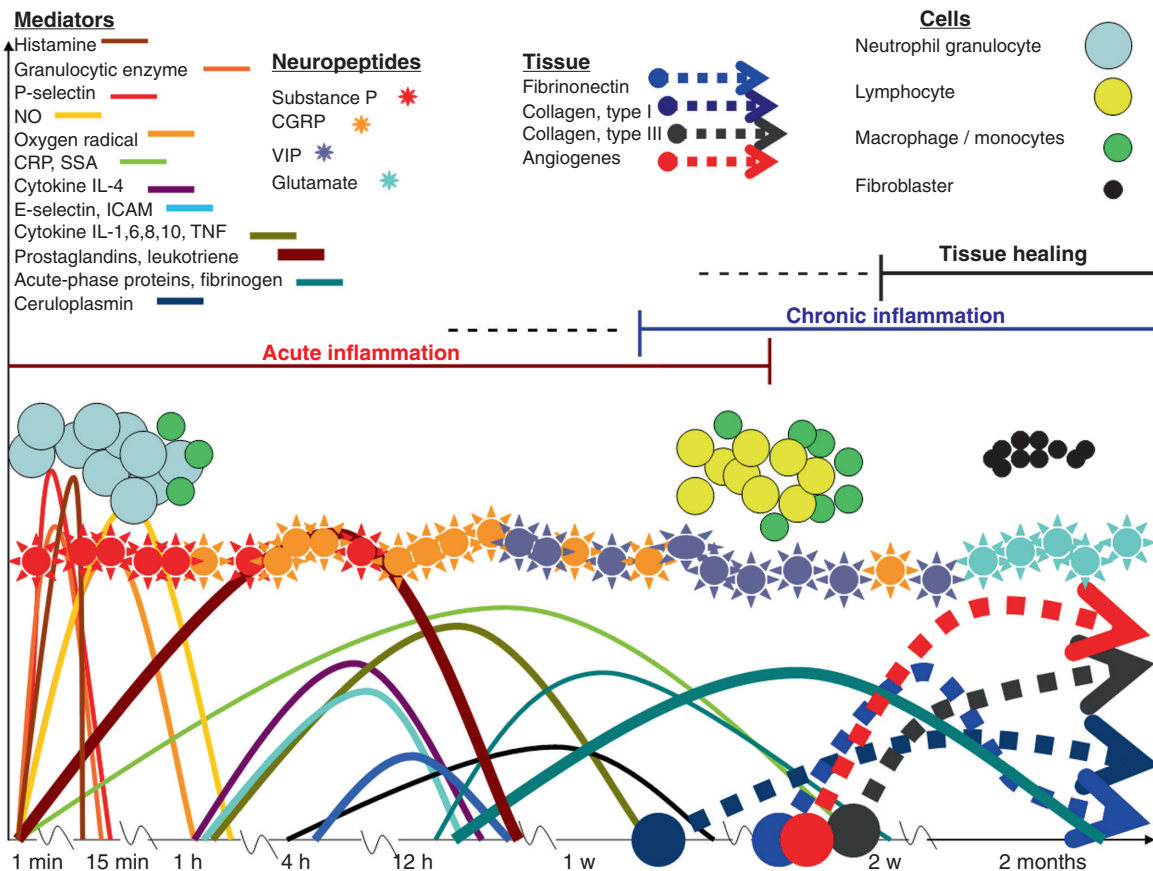 Mediators
Histamine
Granulocytic enzyme
P-selectin
NO
Oxygen radical
CRP, SSA
Cytokine IL-4
E-selectin, ICAM
Cytokine IL-1,6,8,10, TNF
Prostaglandins, leukotriene
Acute-phase proteins, fibrinogen
Ceruloplasmin
Neuropeptides
Substance P
CGRP
VIP
Glutamate
Tissue
Fibrinonectin
Collagen, type I
Collagen, type III
Angiogenes
Cells
Neutrophil granulocyte
Lymphocyte
Macrophage / monocytes
Fibroblaster
Tissue healing
Chronic inflammation
Acute inflammation
1 min 15 min 1 h 4 h 12 h 1 w 2 w 2 months